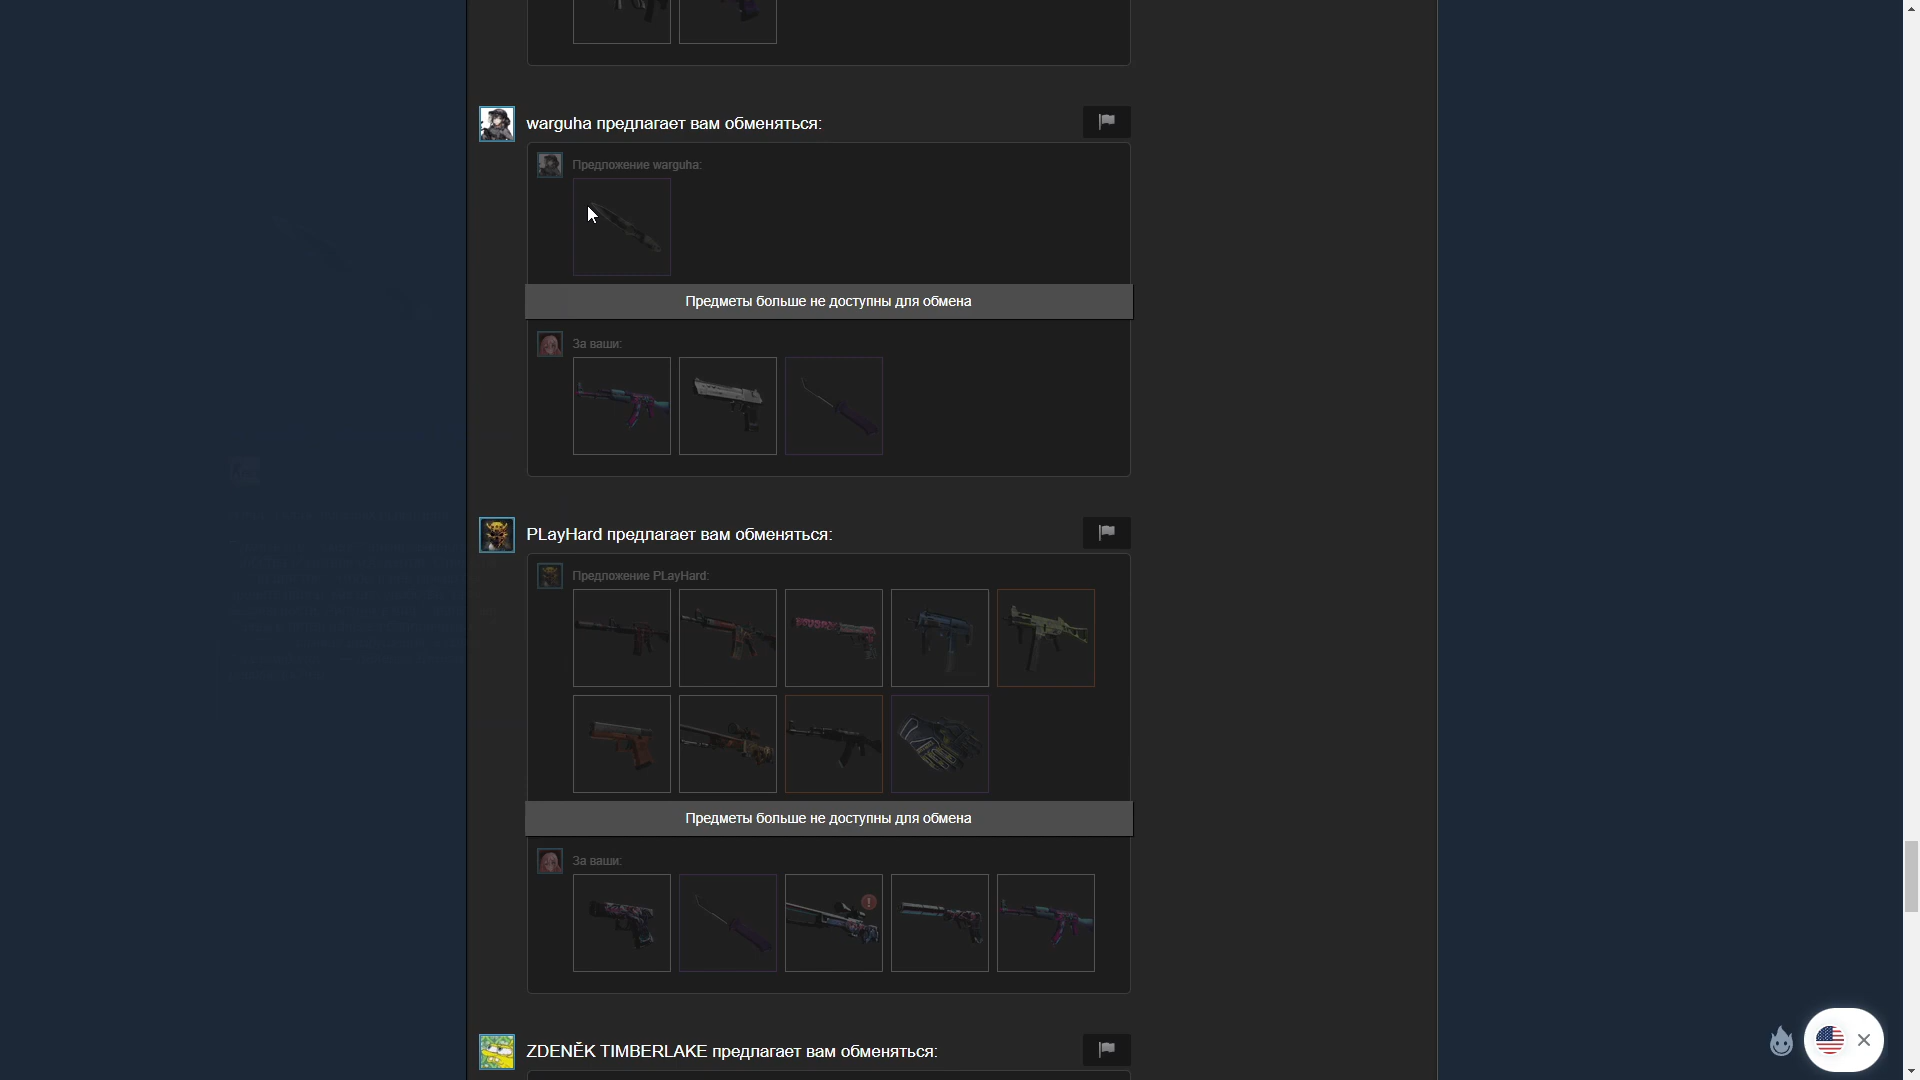 warguha предлагает вам обменяться:
Предложение warguha:
Предметы больше не доступны для обмена
За ваши:
PLayHard предлагает вам обменяться:
Предложение PLayHard:
Предметы больше не доступны для обмена
За ваши:
ZDENĚK TIMBERLAKE предлагает вам обменяться: